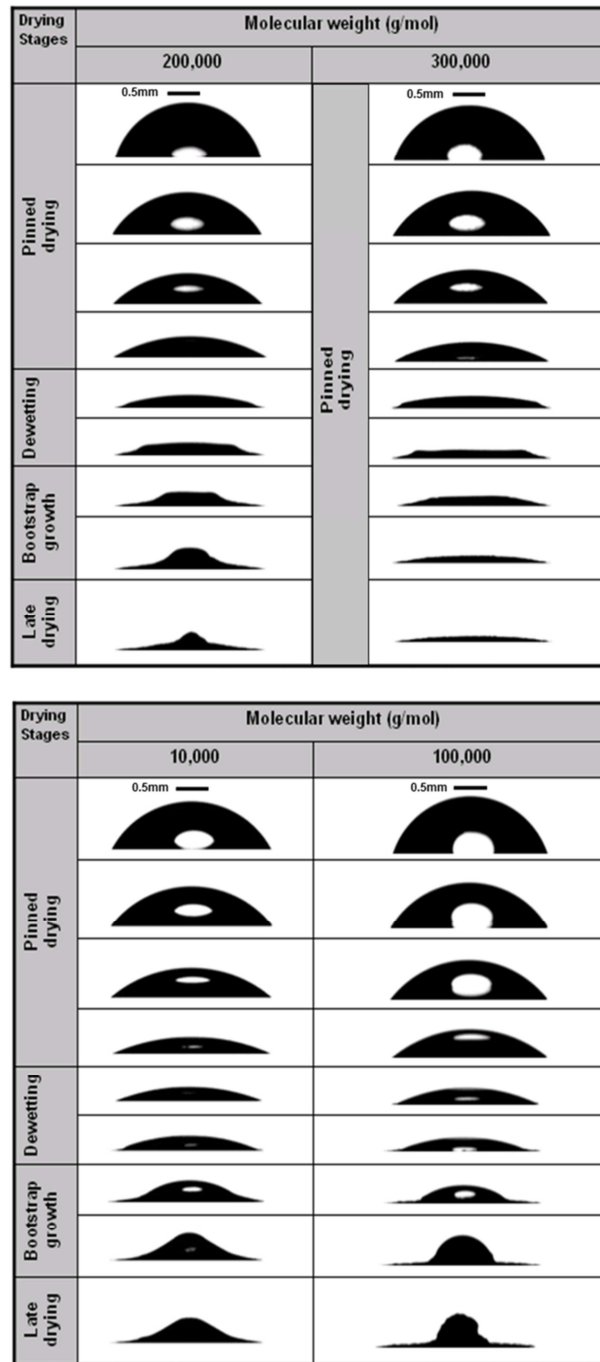 Drying
Stages
Molecular weight (g/mol)
200,000
300,000
Pinned
drying
0.5mm
Pinned
drying
0.5mm
Dewetting
Bootstrap
growth
Late
drying
Drying
Stages
Molecular weight (g/mol)
10,000
100,000
Pinned
drying
0.5mm
0.5mm
Dewetting
Bootstrap
growth
Late
drying